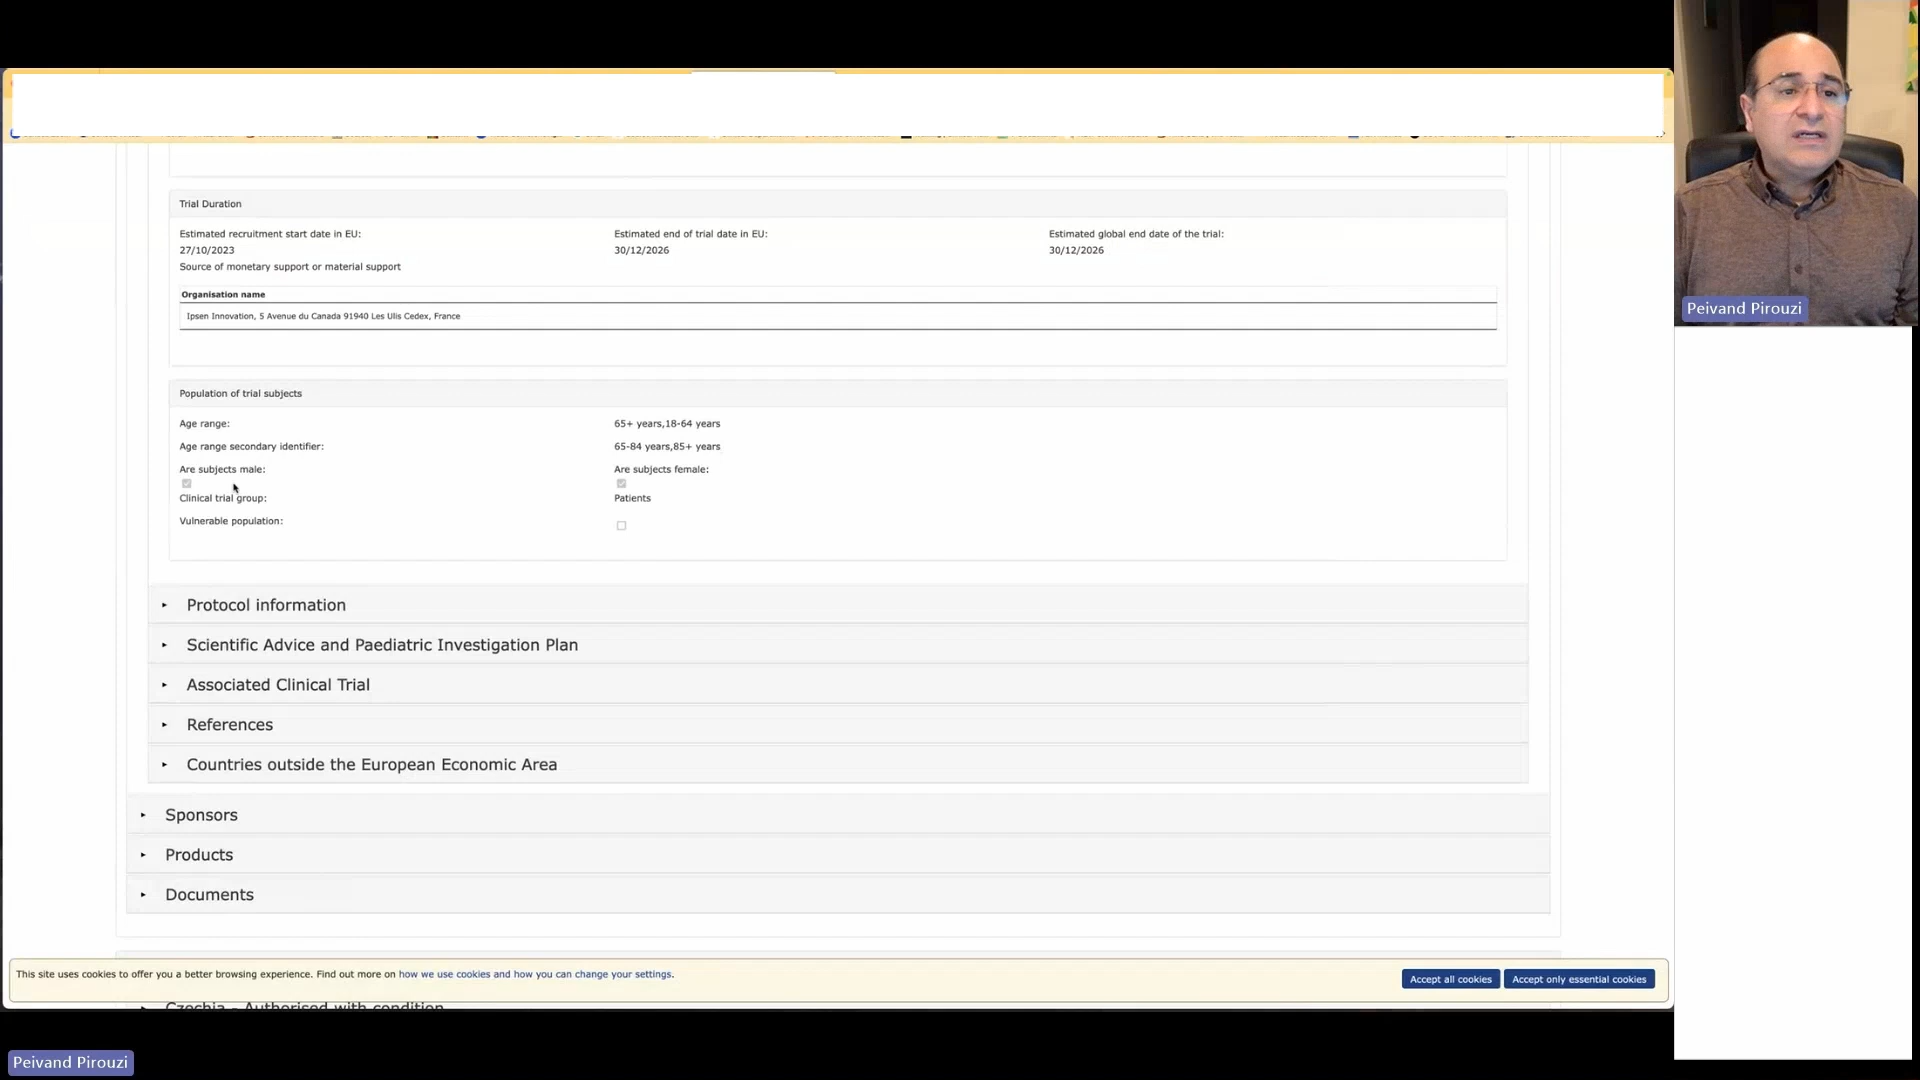 Trial Duration
Estimated recruitment start date in EU:
Estimated end of trial date in EU:
Estimated global end date of the trial:
27/10/2023
30/12/2026
30/12/2026
Source of monetary support or material support
Organisation name
Ipsen Innovation, 5 Avenue du Canada 91940 Les Ulis Cedex, France
Population of trial subjects
Age range:
65+ years,18-64 years
Age range secondary identifier:
65-84 years,85+ years
Are subjects male:
Are subjects female:
Clinical trial group:
Patients
Vulnerable population:
Protocol information
Scientific Advice and Paediatric Investigation Plan
Associated Clinical Trial
References
Countries outside the European Economic Area
Sponsors
Products
Documents
This site uses cookies to offer you a better browsing experience. Find out more on how we use cookies and how you can change your settings.
Accept all cookies
Accept only essential cookies
Czechia - Authorised with condition
Peivand Pirouzi
Peivand Pirouzi